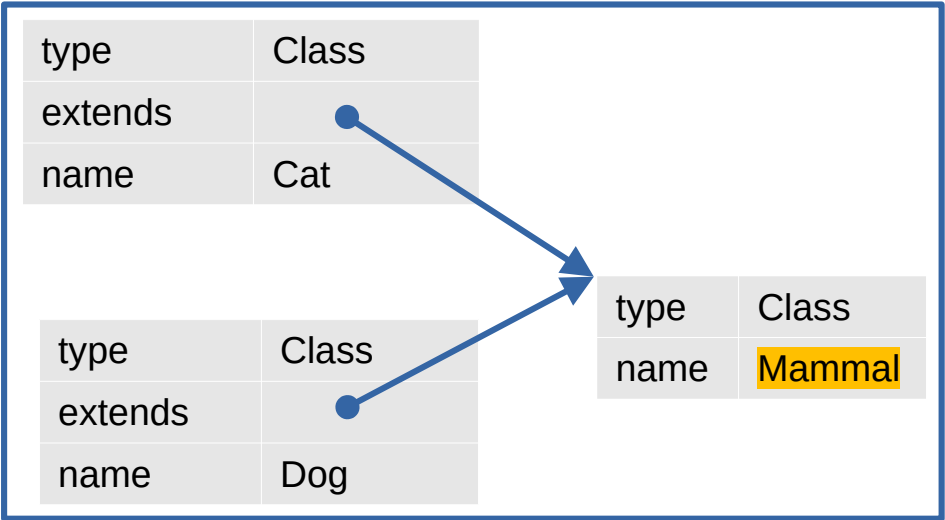 type Class
extends
name Cat
type Class
extends
name Dog
type Class
name Mammal